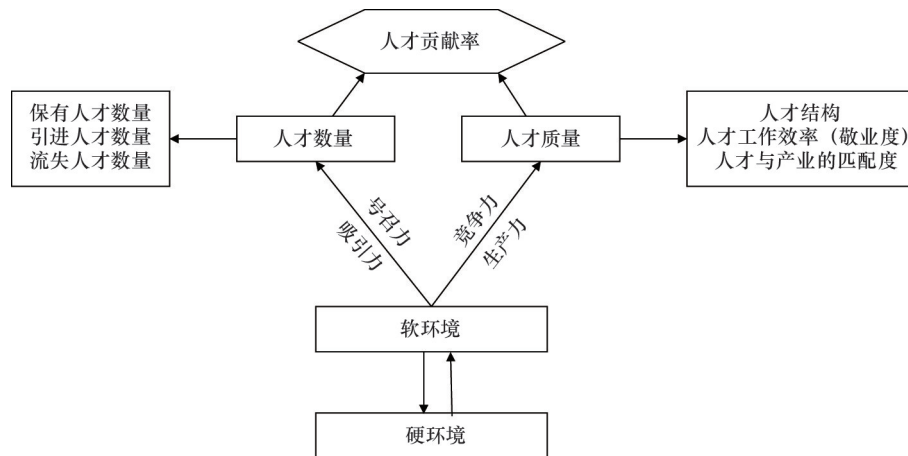 人才贡献率
保有人才数量
引进人才数量
流失人才数量
人才数量
人才质量
人才结构
人才工作效率（敬业度）
人才与产业的匹配度
号召力
吸引力
竞争力
生产力
软环境
硬环境